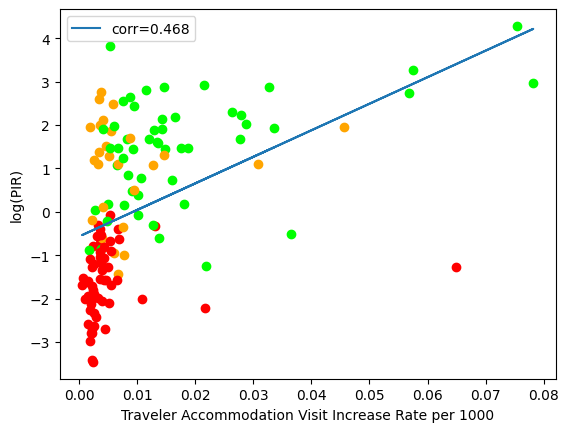 corr=0.468
log(PIR)
4
3
2
1
0
−1
−2
−3
0.00 0.01 0.02 0.03 0.04 0.05 0.06 0.07 0.08
Traveler Accommodation Visit Increase Rate per 1000